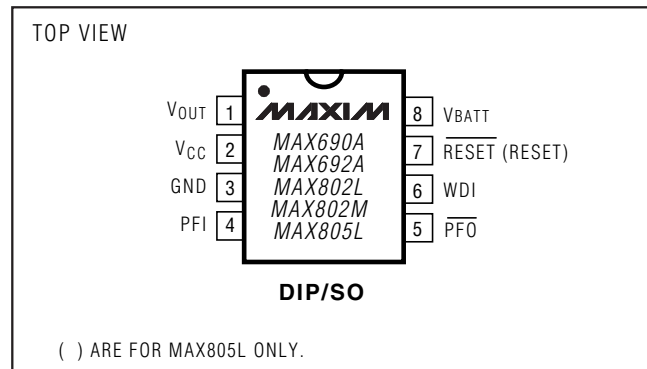 TOP VIEW
VOUT 1
VCC 2
GND 3
PFI 4
MAXIM
MAX690A
MAX692A
MAX802L
MAX802M
MAX805L
8 VBATT
7 RESET (RESET)
6 WDI
5 PFO
DIP/SO
( ) ARE FOR MAX805L ONLY.